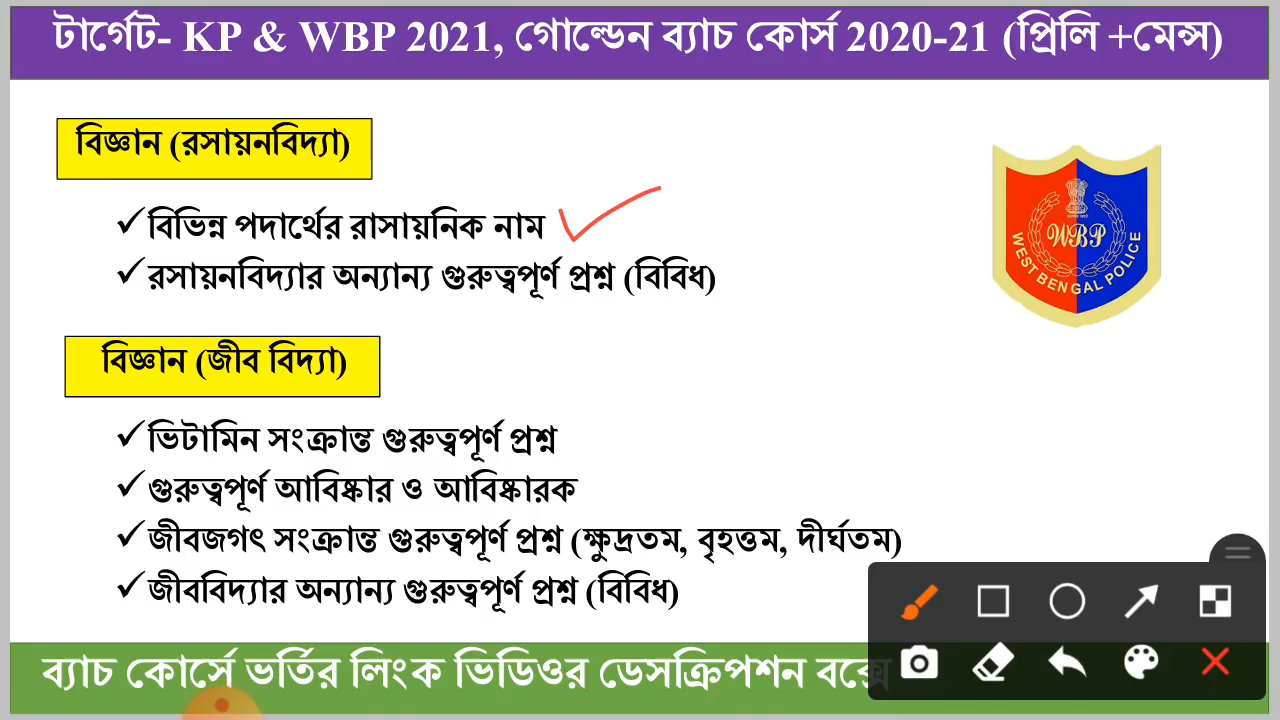 টার্গেট- KP & WBP 2021, গোল্ডেন ব্যাচ কোর্স 2020-21 (প্রিলি +মেন্স)
বিজ্ঞান (রসায়নবিদ্যা)
✓বিভিন্ন পদার্থের রাসায়নিক নাম
✓রসায়নবিদ্যার অন্যান্য গুরুত্বপূর্ণ প্রশ্ন (বিবিধ)
WBP
WEST BENGAL POLICE
বিজ্ঞান (জীব বিদ্যা)
✓ভিটামিন সংক্রান্ত গুরুত্বপূর্ণ প্রশ্ন
✓গুরুত্বপূর্ণ আবিষ্কার ও আবিষ্কারক
✓জীবজগৎ সংক্রান্ত গুরুত্বপূর্ণ প্রশ্ন (ক্ষুদ্রতম, বৃহত্তম, দীর্ঘতম)
✓জীববিদ্যার অন্যান্য গুরুত্বপূর্ণ প্রশ্ন (বিবিধ)
ব্যাচ কোর্সে ভর্তির লিংক ভিডিওর ডেসক্রিপশন বক্সে